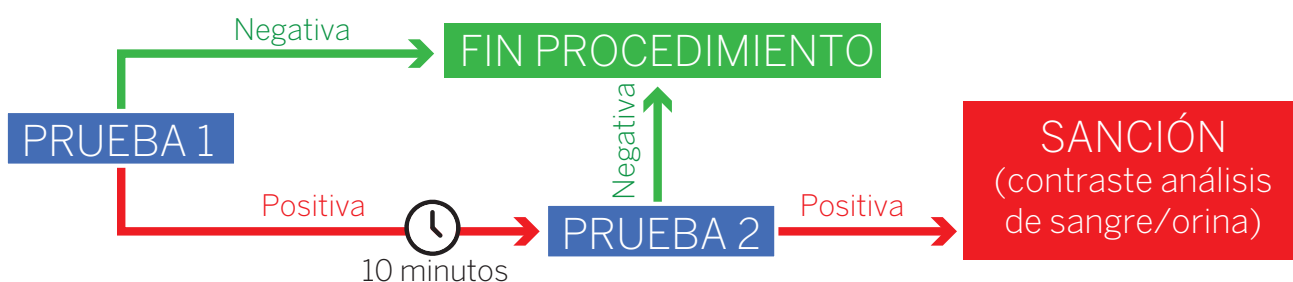 Negativa
FIN PROCEDIMIENTO
PRUEBA 1
Negativa
SANCIÓN
(contraste análisis
de sangre/orina)
Positiva
10 minutos
PRUEBA 2
Positiva